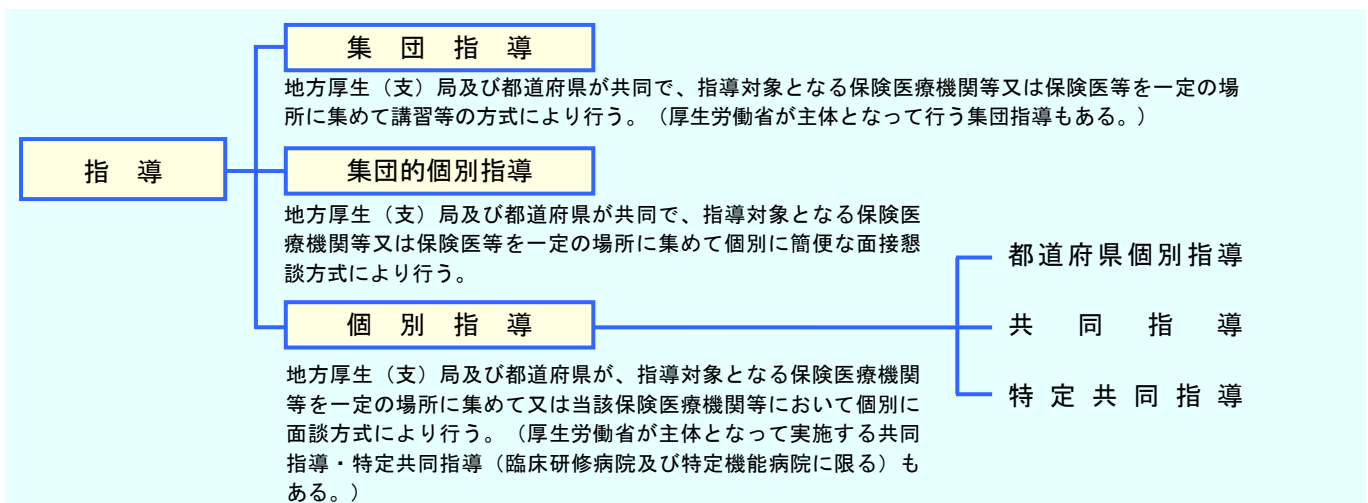 集団指導
地方厚生（支）局及び都道府県が共同で、指導対象となる保険医療機関等又は保険医等を一定の場
所に集めて講習等の方式により行う。（厚生労働省が主体となって行う集団指導もある。）
指導
集団的個別指導
地方厚生（支）局及び都道府県が共同で、指導対象となる保険医
療機関等又は保険医等を一定の場所に集めて個別に簡便な面接懇
談方式により行う。
個別指導
地方厚生（支）局及び都道府県が、指導対象となる保険医療機関
等を一定の場所に集めて又は当該保険医療機関等において個別に
面談方式により行う。（厚生労働省が主体となって実施する共同
指導・特定共同指導（臨床研修病院及び特定機能病院に限る）も
ある。）
都道府県個別指導
共同指導
特定共同指導